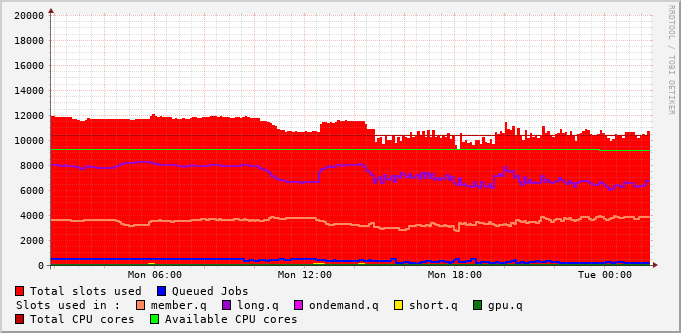 20000
18000
16000
14000
12000
10000
8000
6000
4000
2000
0
Mon 06:00 Mon 12:00 Mon 18:00 Tue 00:00
RRDTOOL / TOBI OETIKER
Total slots used Queued Jobs
Slots used in : member.q long.q ondemand.q short.q gpu.q
Total CPU cores Available CPU cores